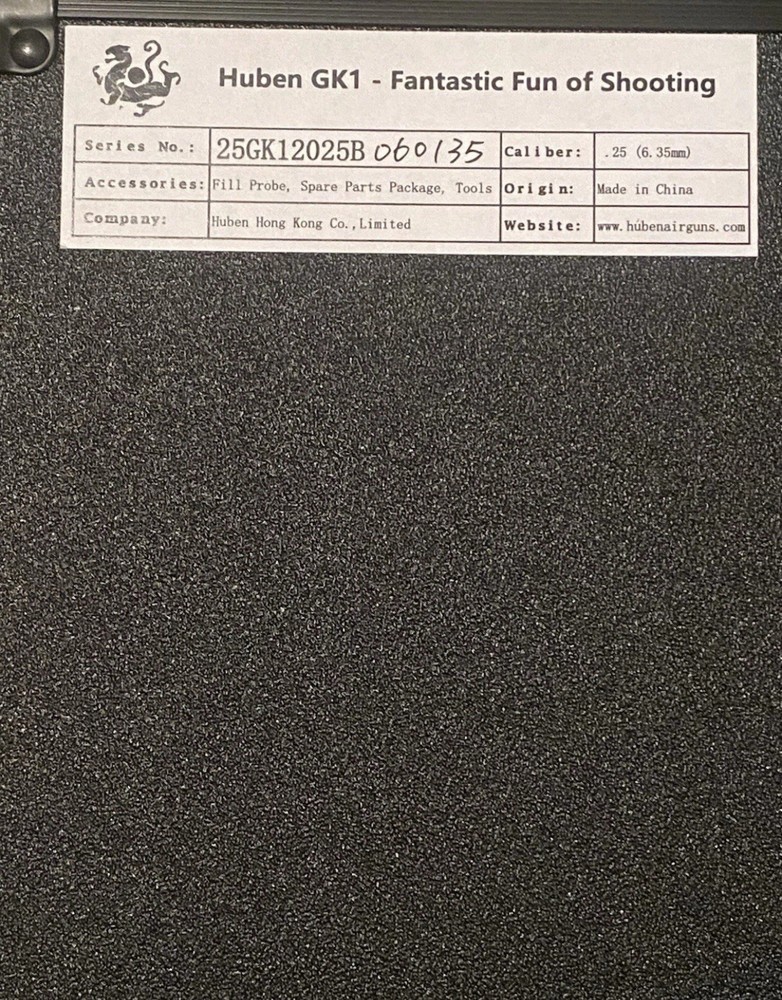 Huben GK1 - Fantastic Fun of Shooting
Series No.: 25GK12025B 060135 Caliber: .25 (6.35mm)
Accessories: Fill Probe, Spare Parts Package, Tools Origin: Made in China
Company: Huben Hong Kong Co.,Limited Website: www.hubenairguns.com